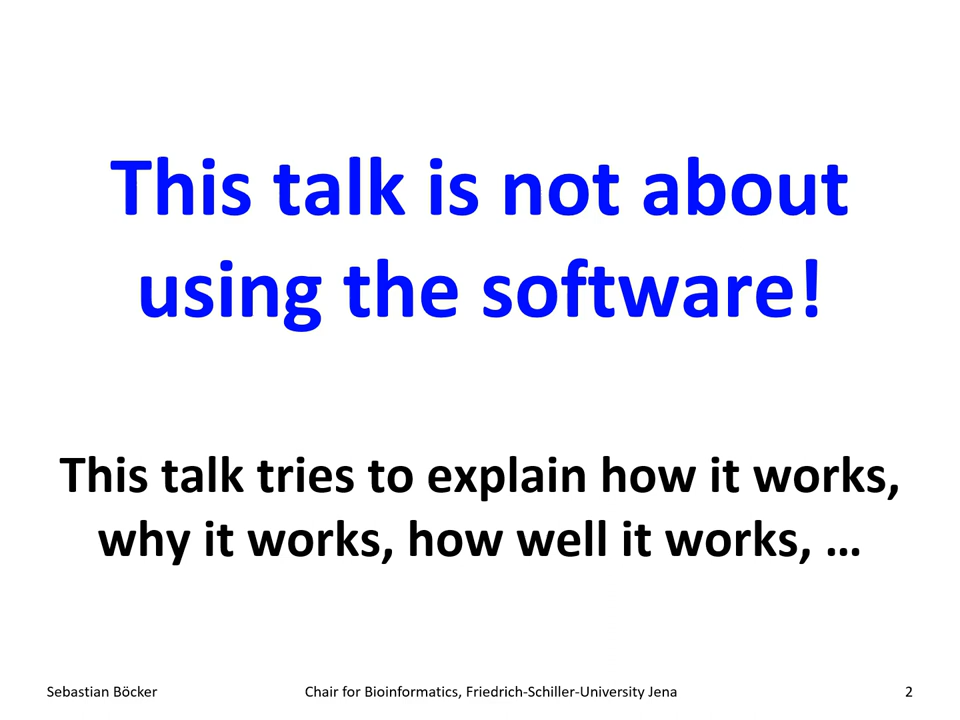 This talk is not about
using the software!
This talk tries to explain how it works,
why it works, how well it works, …
Sebastian Böcker
Chair for Bioinformatics, Friedrich-Schiller-University Jena
2